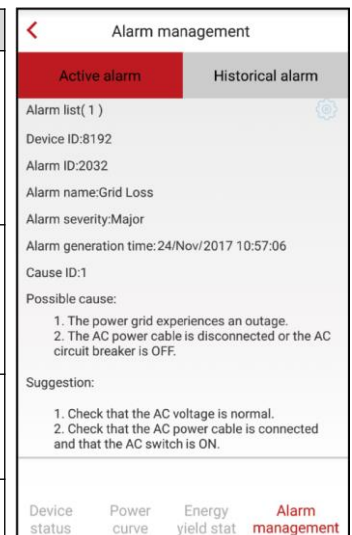 Alarm management
Active alarm Historical alarm
Alarm list( 1 )
Device ID:8192
Alarm ID:2032
Alarm name:Grid Loss
Alarm severity:Major
Alarm generation time:24/Nov/2017 10:57:06
Cause ID:1
Possible cause:
1. The power grid experiences an outage.
2. The AC power cable is disconnected or the AC
circuit breaker is OFF.
Suggestion:
1. Check that the AC voltage is normal.
2. Check that the AC power cable is connected
and that the AC switch is ON.
Device status
Power curve
Energy yield stat
Alarm management